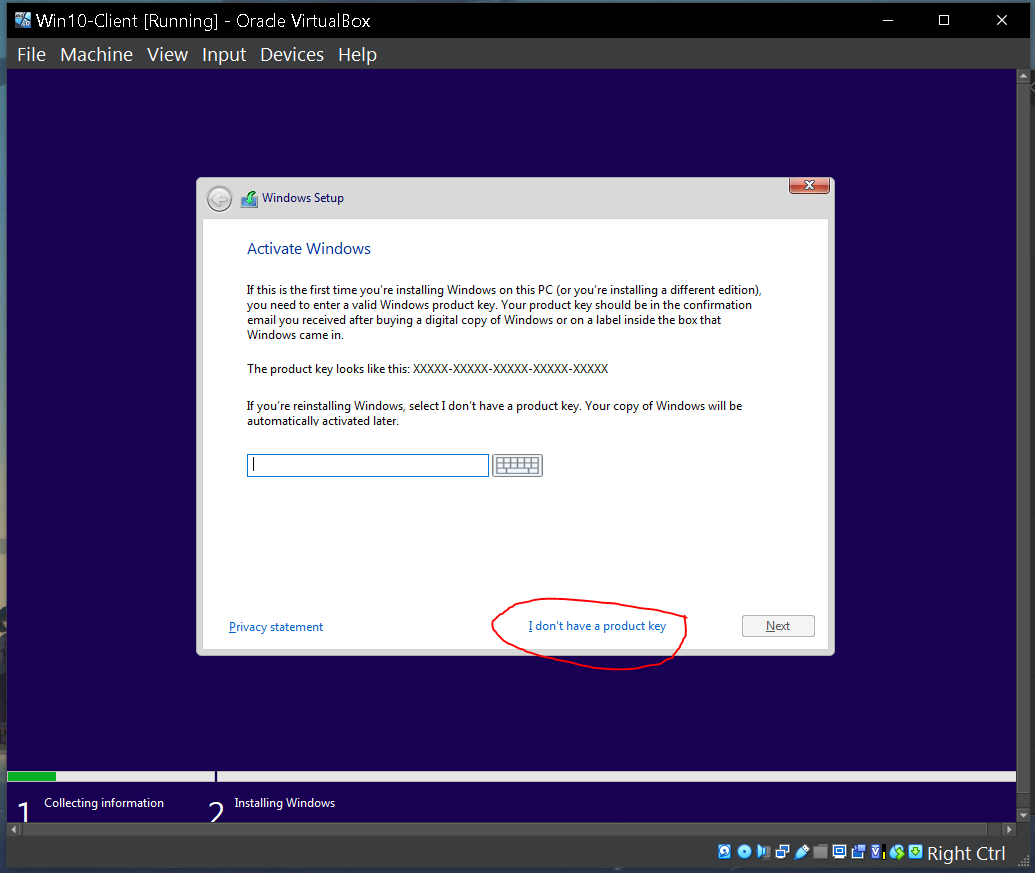 Win10-Client [Running] - Oracle VirtualBox
File Machine View Input Devices Help
Windows Setup
Activate Windows
If this is the first time you're installing Windows on this PC (or you're installing a different edition),
you need to enter a valid Windows product key. Your product key should be in the confirmation
email you received after buying a digital copy of Windows or on a label inside the box that
Windows came in.
The product key looks like this: XXXXX-XXXXX-XXXXX-XXXXX-XXXXX
If you're reinstalling Windows, select I don't have a product key. Your copy of Windows will be
automatically activated later.
Privacy statement
I don't have a product key
Next
1 Collecting information
2 Installing Windows
Right Ctrl